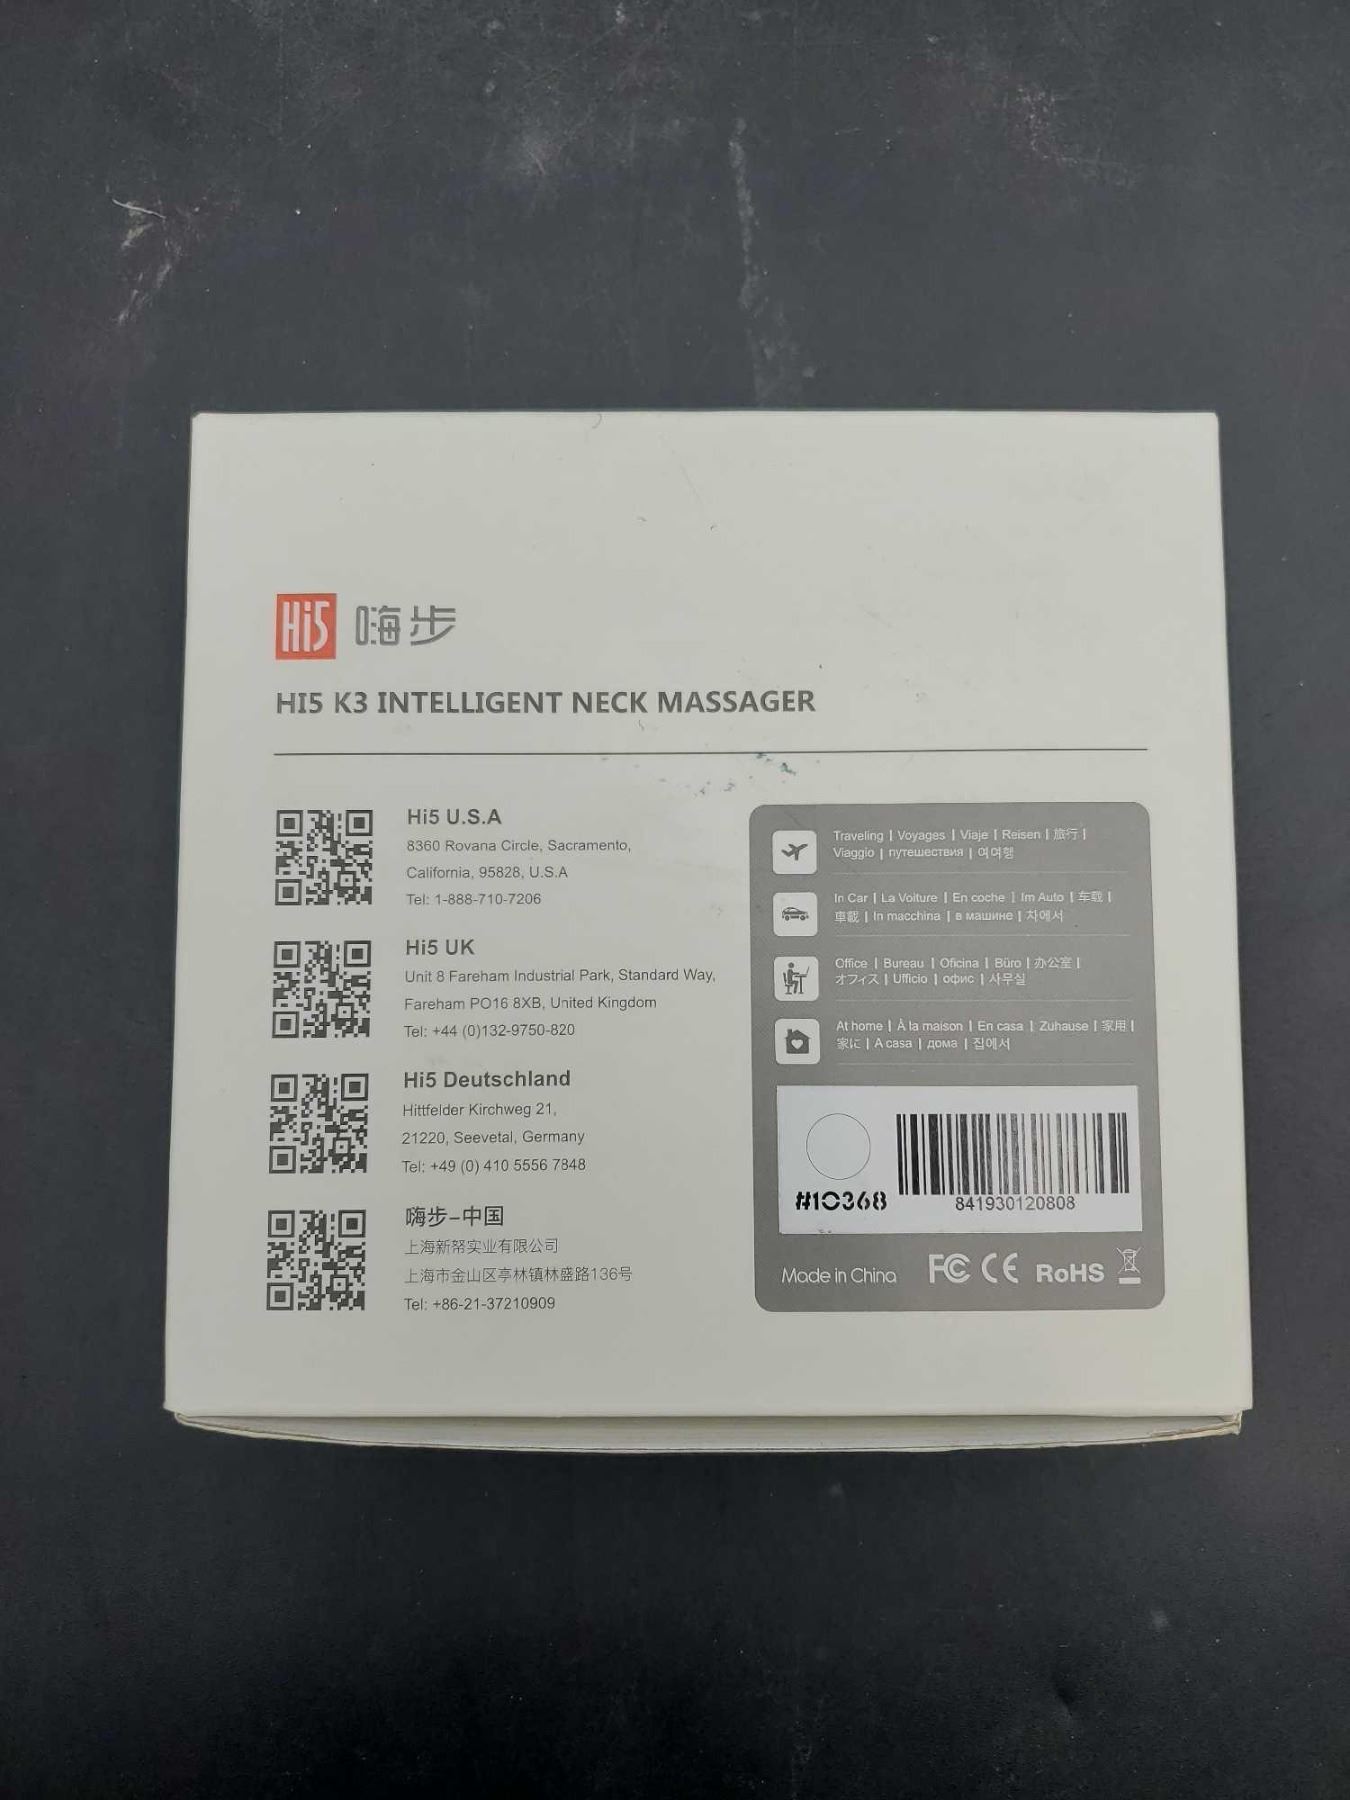 Hi5 嗨步
HI5 K3 INTELLIGENT NECK MASSAGER
Hi5 U.S.A
8360 Rovana Circle, Sacramento,
California, 95828, U.S.A
Tel: 1-888-710-7206
Hi5 UK
Unit 8 Fareham Industrial Park, Standard Way,
Fareham PO16 8XB, United Kingdom
Tel: +44 (0)132-9750-820
Hi5 Deutschland
Hittfelder Kirchweg 21,
21220, Seevetal, Germany
Tel: +49 (0) 410 5556 7848
嗨步-中国
上海新帑实业有限公司
上海市金山区亭林镇林盛路136号
Tel: +86-21-37210909
Traveling | Voyages | Viaje | Reisen | 旅行 |
Viaggio | путешествия | 여여행
In Car | La Voiture | En coche | Im Auto | 车载 |
車載 | In macchina | в машине | 차에서
Office | Bureau | Oficina | Büro | 办公室 |
オフィス | Ufficio | офис | 사무실
At home | À la maison | En casa | Zuhause | 家用 |
家に | A casa | дома | 집에서
#10368
841930120808
Made in China FC CE RoHS